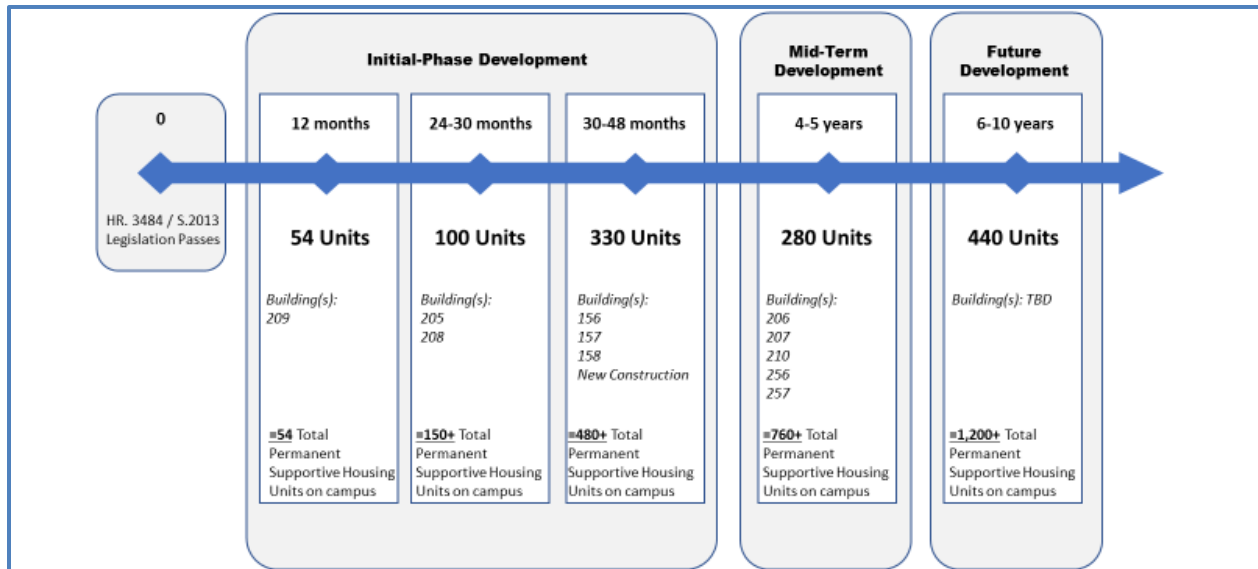 Initial-Phase Development
Mid-Term
Development
Future
Development
0
12 months
24-30 months
30-48 months
4-5 years
6-10 years
HR. 3484 / S.2013
Legislation Passes
54 Units
100 Units
330 Units
280 Units
440 Units
Building(s):
209
Building(s):
205
208
Building(s):
156
157
158
New Construction
Building(s):
206
207
210
256
257
Building(s): TBD
=54 Total
Permanent
Supportive Housing
Units on campus
=150+ Total
Permanent
Supportive Housing
Units on campus
=480+ Total
Permanent
Supportive Housing
Units on campus
=760+ Total
Permanent
Supportive Housing
Units on campus
=1,200+ Total
Permanent
Supportive Housing
Units on campus